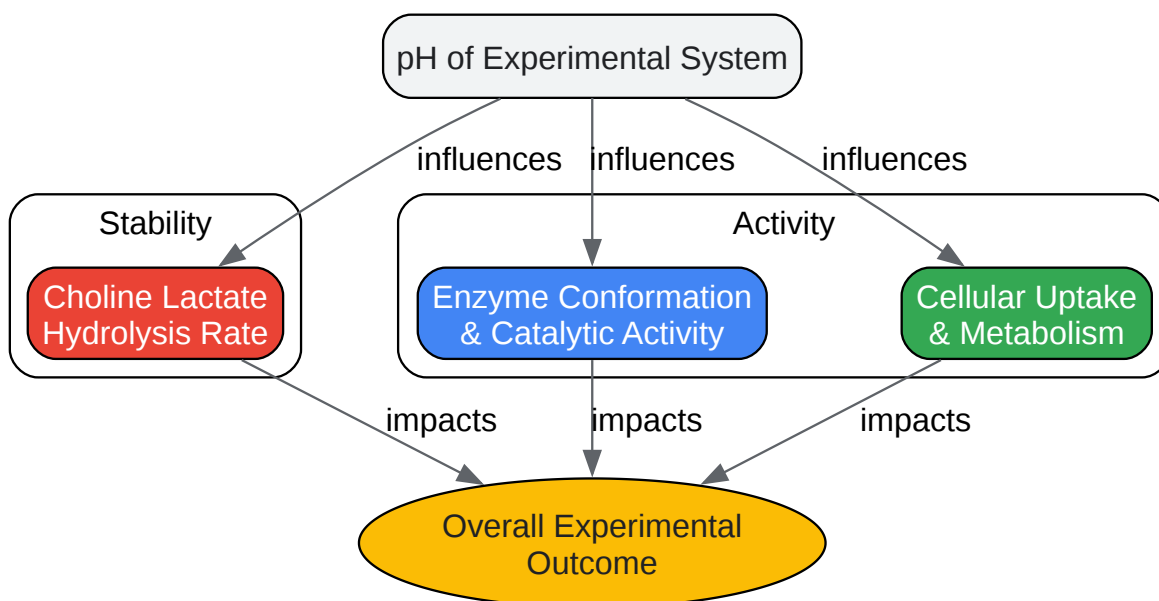 pH of Experimental System
influences
influences
influences
Stability
Activity
Choline Lactate
Hydrolysis Rate
Enzyme Conformation
& Catalytic Activity
Cellular Uptake
& Metabolism
impacts
impacts
impacts
Overall Experimental
Outcome